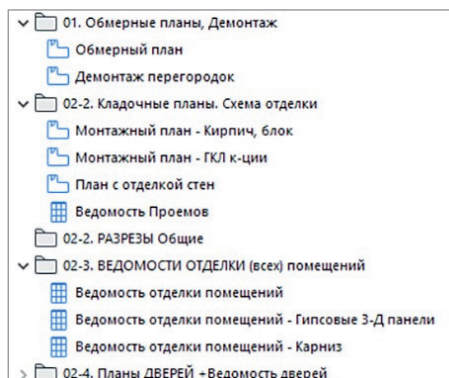 01. Обмерные планы, Демонтаж
Обмерный план
Демонтаж перегородок
02-2. Кладочные планы. Схема отделки
Монтажный план - Кирпич, блок
Монтажный план - ГКЛ к-ции
План с отделкой стен
Ведомость Проемов
02-2. РАЗРЕЗЫ Общие
02-3. ВЕДОМОСТИ ОТДЕЛКИ (всех) помещений
Ведомость отделки помещений
Ведомость отделки помещений - Гипсовые 3-Д панели
Ведомость отделки помещений - Карниз
02-4. Планы ДВЕРЕЙ +Ведомость дверей